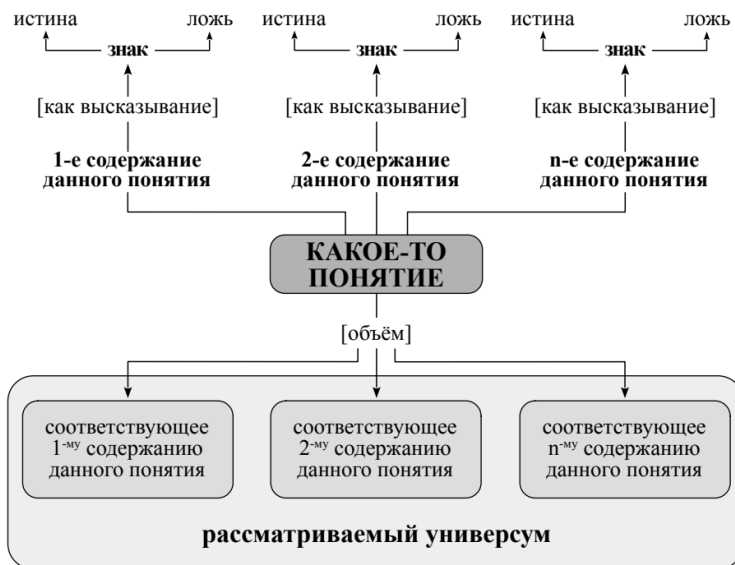 истина ложь истина ложь истина ложь
знак знак знак
[как высказывание] [как высказывание] [как высказывание]
1-е содержание 2-е содержание n-е содержание
данного понятия данного понятия данного понятия
КАКОЕ-ТО
ПОНЯТИЕ
[объём]
соответствующее соответствующее соответствующее
1-му содержанию 2-му содержанию n-му содержанию
данного понятия данного понятия данного понятия
рассматриваемый универсум